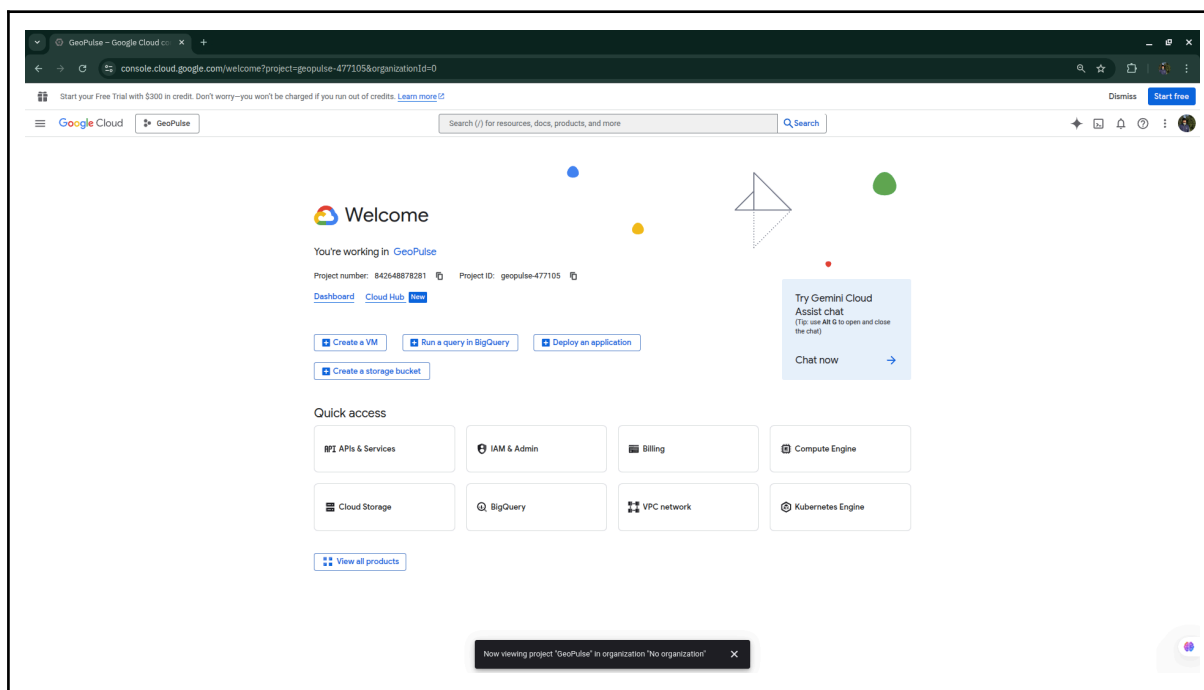 GeoPulse – Google Cloud co
console.cloud.google.com/welcome?project=geopulse-477105&organizationId=0
Start your Free Trial with $300 in credit. Don't worry—you won't be charged if you run out of credits. Learn more
Dismiss
Start free
Google Cloud
GeoPulse
Search (/) for resources, docs, products, and more
Search
Welcome
You're working in GeoPulse
Project number: 842648878281 Project ID: geopulse-477105
Dashboard Cloud Hub New
Try Gemini Cloud
Assist chat
(Tip: use Alt G to open and close
the chat)
Chat now
Create a VM
Run a query in BigQuery
Deploy an application
Create a storage bucket
Quick access
API APIs & Services
IAM & Admin
Billing
Compute Engine
Cloud Storage
BigQuery
VPC network
Kubernetes Engine
View all products
Now viewing project "GeoPulse" in organization "No organization"